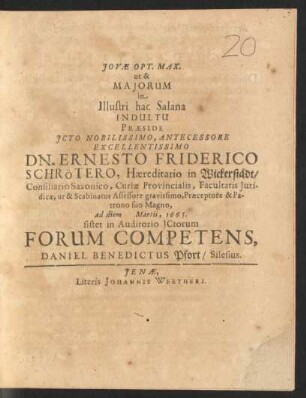 20
JOVÆ OPT. MAX.
ut &
MAJORUM
in
Illustri hac Salana
INDULTU
PRÆSIDE
JCTO NOBILISSIMO, ANTECESSORE
EXCELLENTISSIMO
DN. ERNESTO FRIDERICO
SCHRöTERO, Hæreditario in Wickerstädt/
Consiliario Saxonico, Curiæ Provincialis, Facultatis Juri-
dicæ, ut & Scabinatus Assessore gravissimo, Præceptore & Pa-
trono suo Magno,
ad diem Martii, 1665.
sistet in Auditorio JCtorum
FORUM COMPETENS,
DANIEL BENEDICTUS Pfort/ Silesius.
JENÆ,
Literis JOHANNIS WERTHERI.